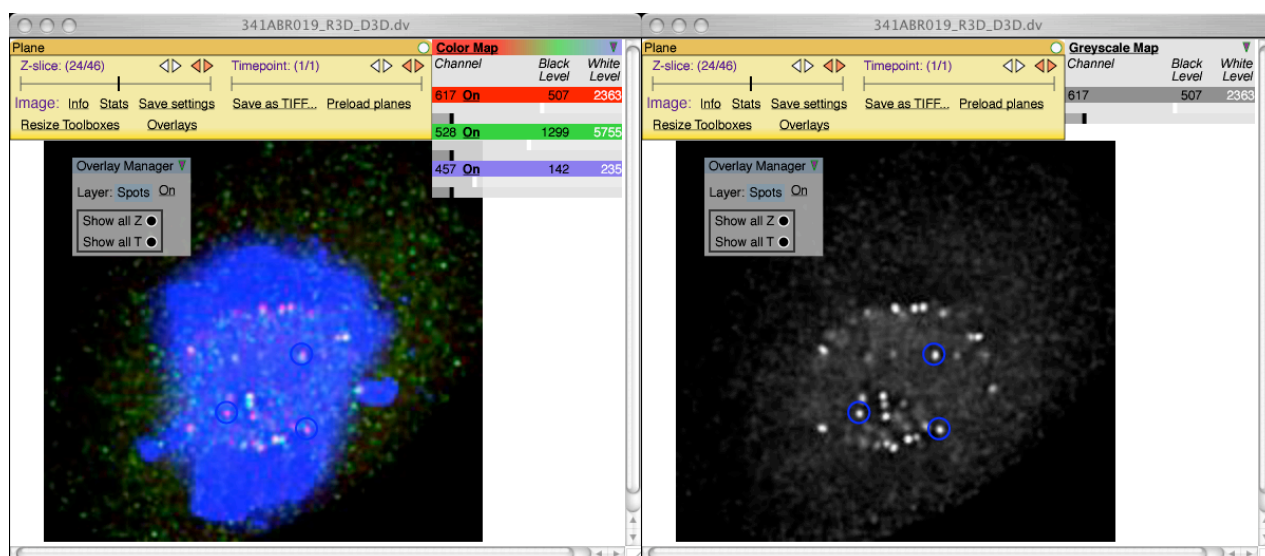 341ABR019_R3D_D3D.dv
Plane
Z-slice: (24/46)
Timepoint: (1/1)
Image: Info Stats Save settings Save as TIFF... Preload planes
Resize Toolboxes Overlays
Color Map
Channel Black Level White Level
617 On 507 2363
528 On 1299 5755
457 On 142 235
Overlay Manager
Layer: Spots On
Show all Z
Show all T
341ABR019_R3D_D3D.dv
Plane
Z-slice: (24/46)
Timepoint: (1/1)
Image: Info Stats Save settings Save as TIFF... Preload planes
Resize Toolboxes Overlays
Greyscale Map
Channel Black Level White Level
617 507 2363
Overlay Manager
Layer: Spots On
Show all Z
Show all T